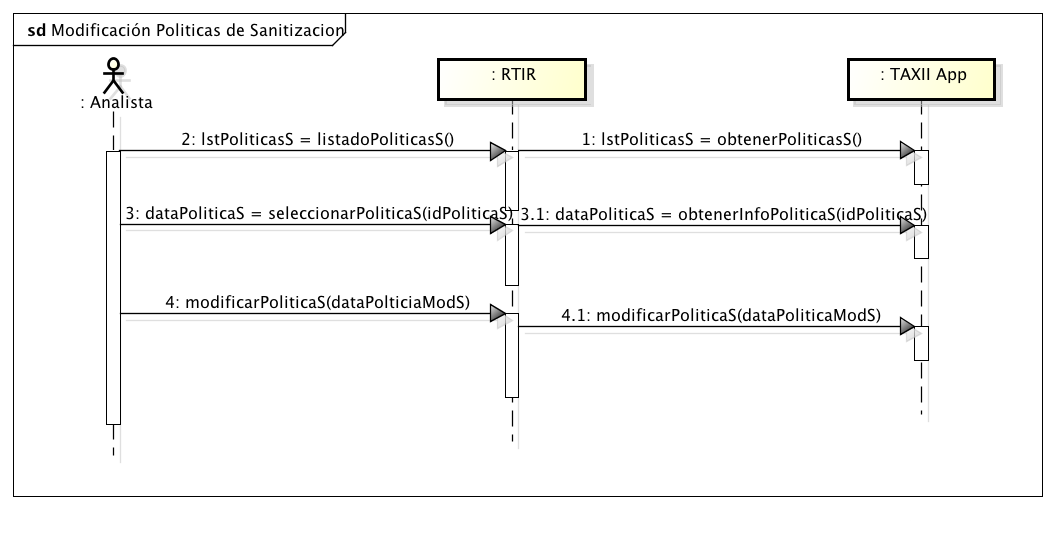 sd Modificación Politicas de Sanitizacion
: Analista
: RTIR
: TAXII App
2: lstPoliticasS = listadoPoliticasS()
1: lstPoliticasS = obtenerPoliticasS()
3: dataPoliticaS = seleccionarPoliticaS(idPoliticaS)
3.1: dataPoliticaS = obtenerInfoPoliticaS(idPoliticaS)
4: modificarPoliticaS(dataPolticiaModS)
4.1: modificarPoliticaS(dataPoliticaModS)